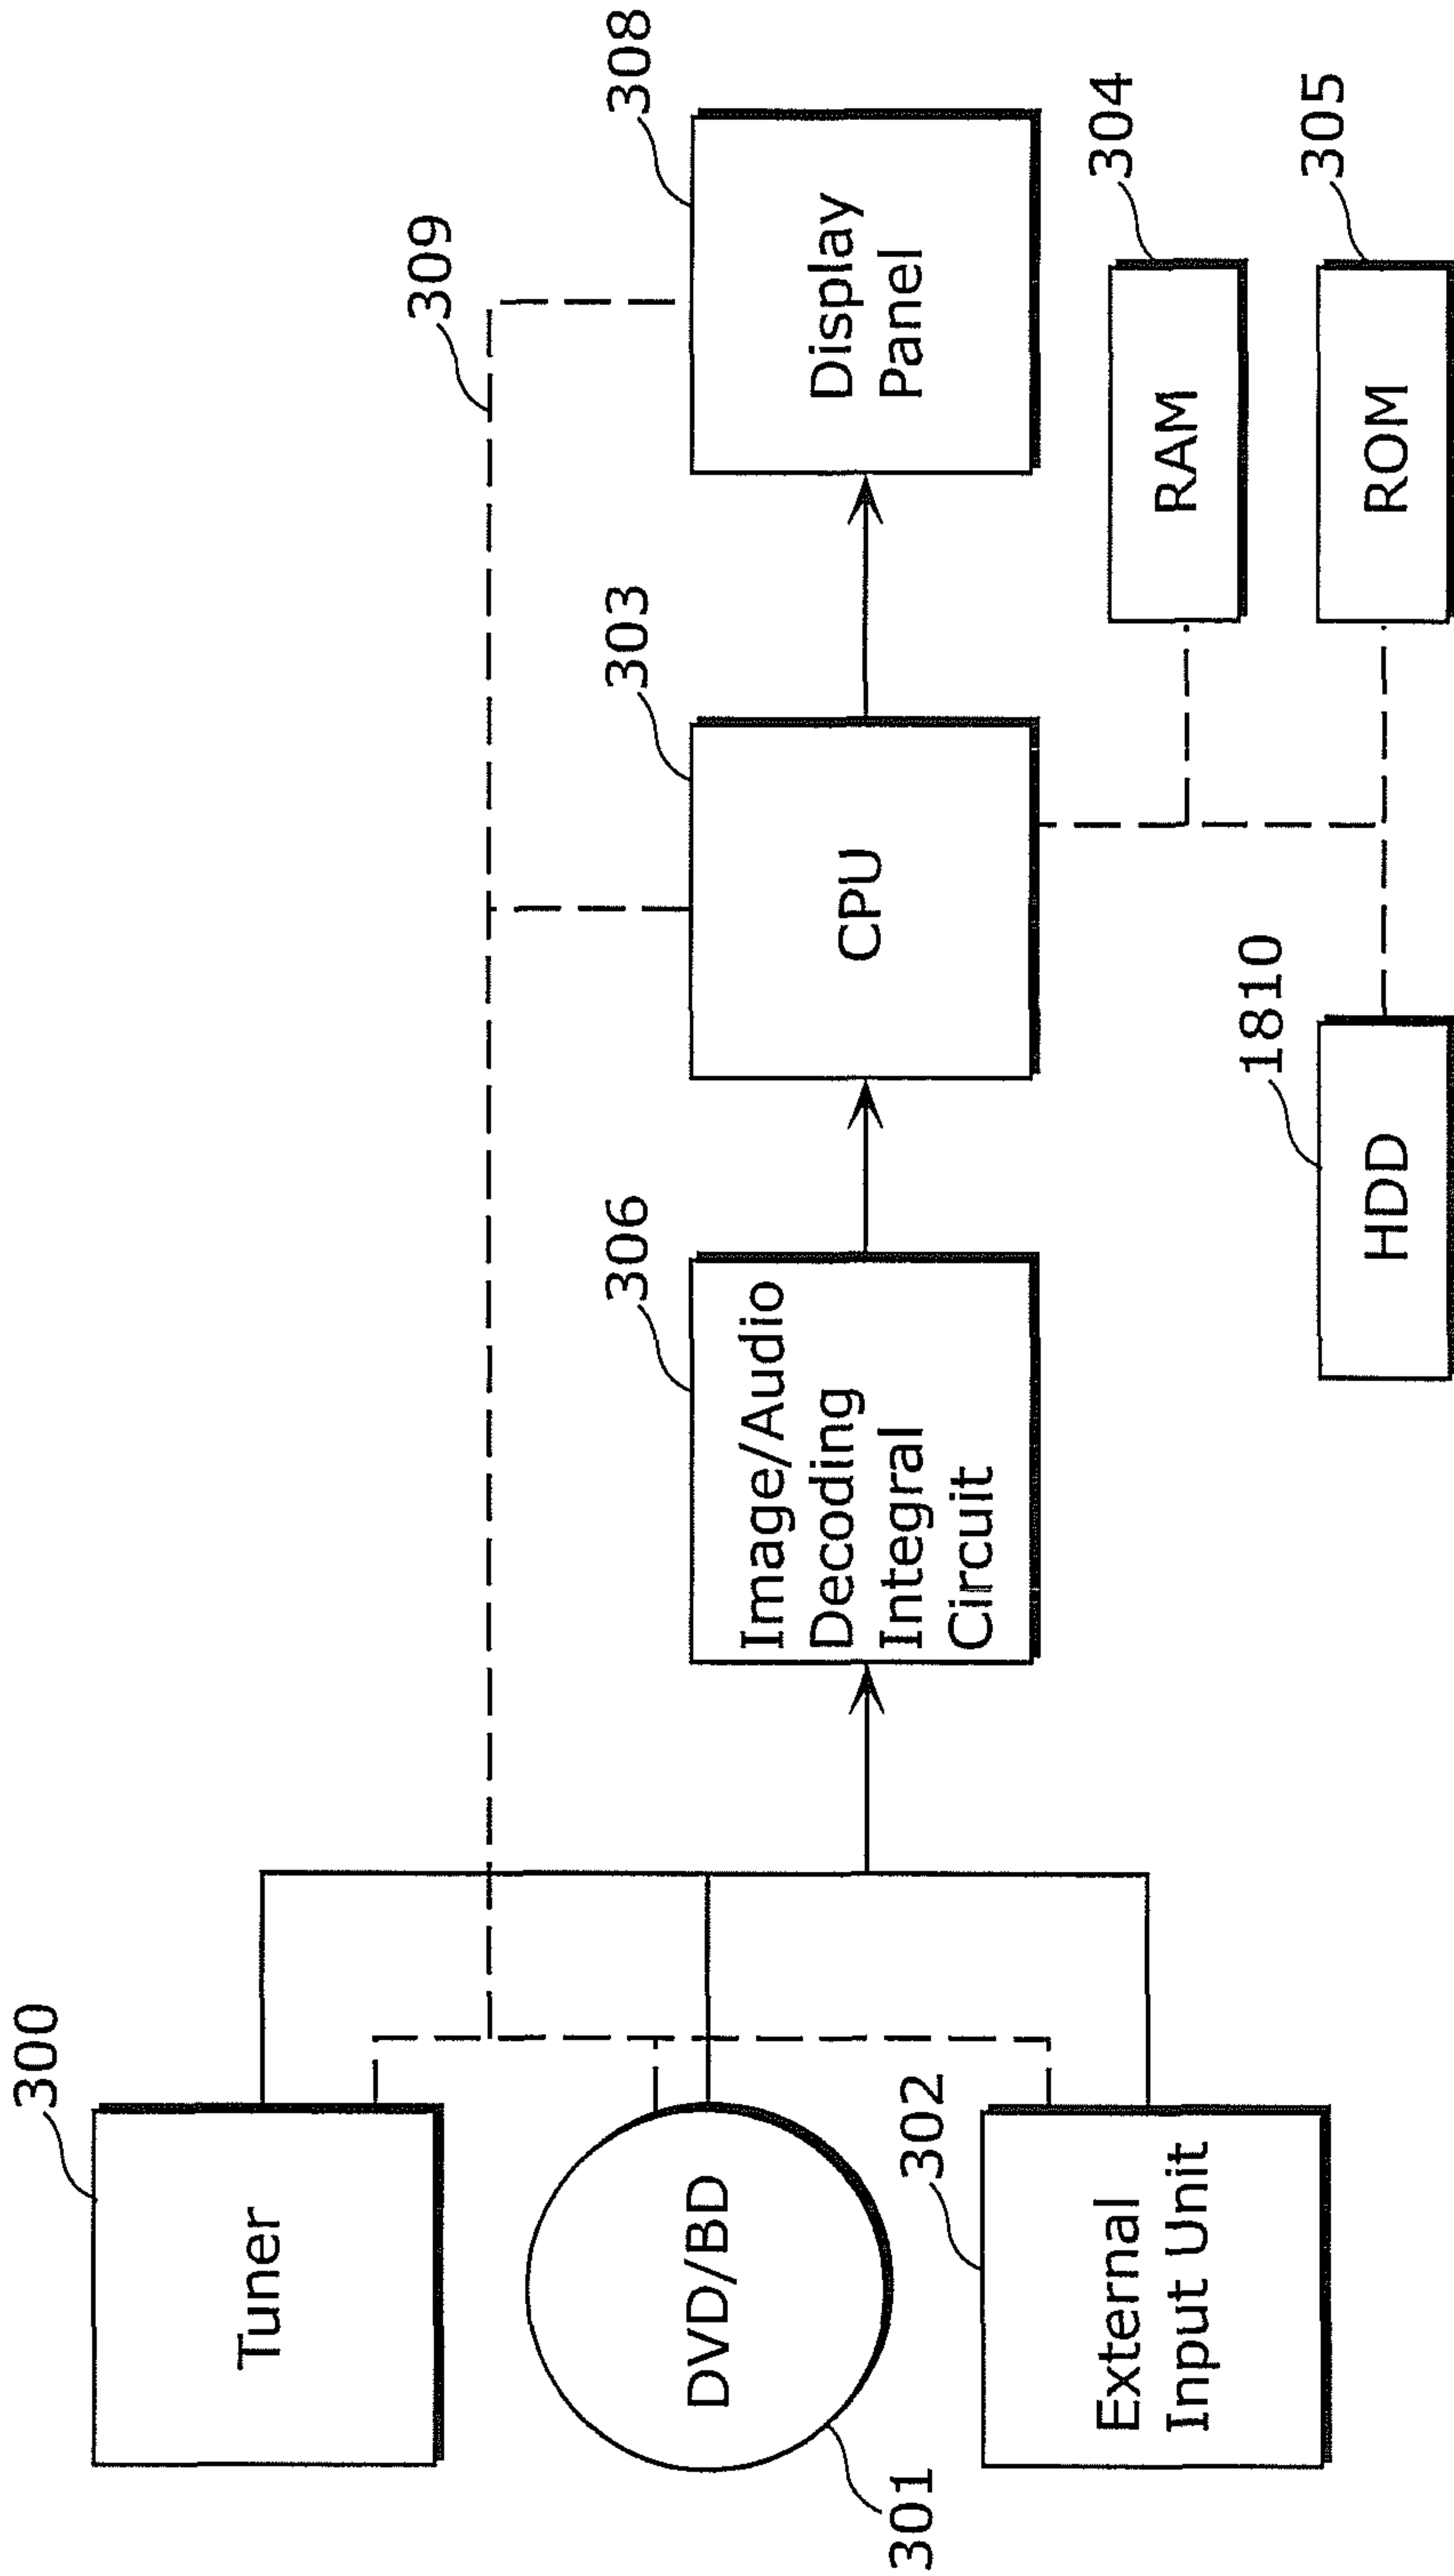 300
Tuner
DVD/BD
301
302
External
Input Unit
306
Image/Audio
Decoding
Integral
Circuit
309
303
CPU
308
Display
Panel
304
RAM
305
ROM
1810
HDD